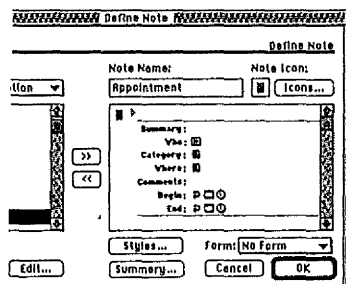 Define Note
Define Note
Note Name:
Note Icon:
tion
Appointment
Icons...
Summary:
Who:
>>
Category:
<<
Where:
Comments:
Begin:
End:
Styles...
Form: No Form
Edit...
Summary...
Cancel
OK